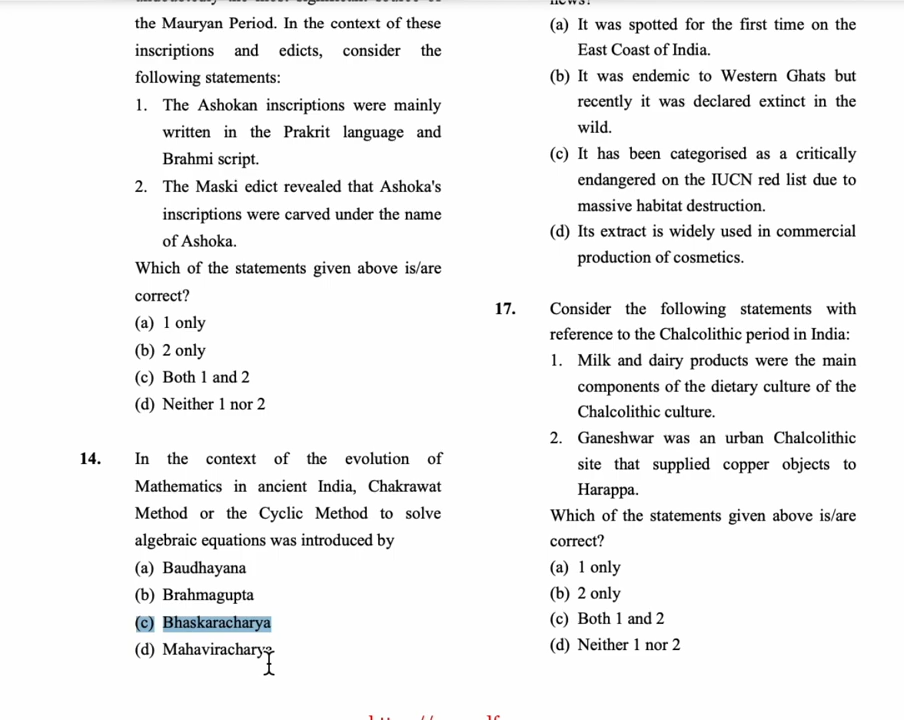 the Mauryan Period. In the context of these
inscriptions and edicts, consider the
following statements:
1. The Ashokan inscriptions were mainly
written in the Prakrit language and
Brahmi script.
2. The Maski edict revealed that Ashoka's
inscriptions were carved under the name
of Ashoka.
Which of the statements given above is/are
correct?
(a) 1 only
(b) 2 only
(c) Both 1 and 2
(d) Neither 1 nor 2
14. In the context of the evolution of
Mathematics in ancient India, Chakrawat
Method or the Cyclic Method to solve
algebraic equations was introduced by
(a) Baudhayana
(b) Brahmagupta
(c) Bhaskaracharya
(d) Mahaviracharya
news?
(a) It was spotted for the first time on the
East Coast of India.
(b) It was endemic to Western Ghats but
recently it was declared extinct in the
wild.
(c) It has been categorised as a critically
endangered on the IUCN red list due to
massive habitat destruction.
(d) Its extract is widely used in commercial
production of cosmetics.
17. Consider the following statements with
reference to the Chalcolithic period in India:
1. Milk and dairy products were the main
components of the dietary culture of the
Chalcolithic culture.
2. Ganeshwar was an urban Chalcolithic
site that supplied copper objects to
Harappa.
Which of the statements given above is/are
correct?
(a) 1 only
(b) 2 only
(c) Both 1 and 2
(d) Neither 1 nor 2